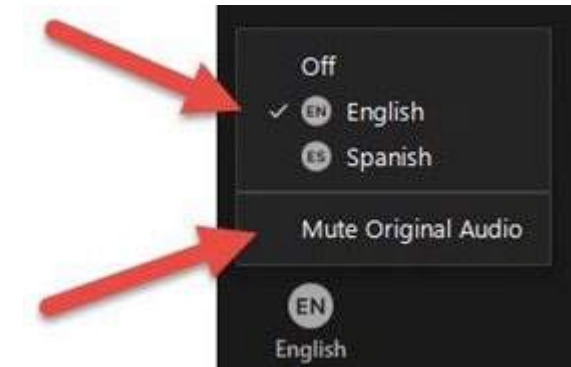 Off
EN English
ES Spanish
Mute Original Audio
EN
English